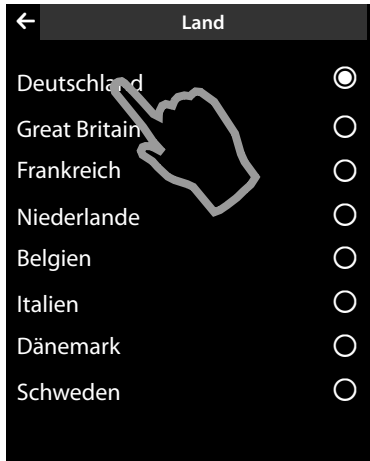 Land
Deutschland
Great Britain
Frankreich
Niederlande
Belgien
Italien
Dänemark
Schweden